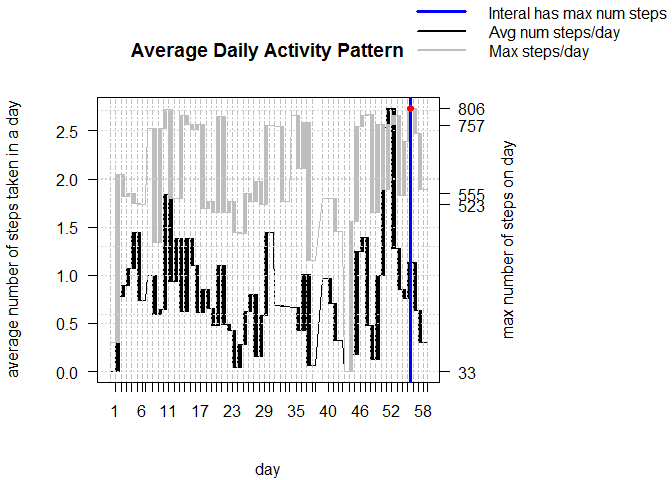 Interal has max num steps
Avg num steps/day
Max steps/day
Average Daily Activity Pattern
average number of steps taken in a day
2.5
2.0
1.5
1.0
0.5
0.0
806
757
555
523
33
max number of steps on day
1 6 11 17 23 29 35 40 46 52 58
day